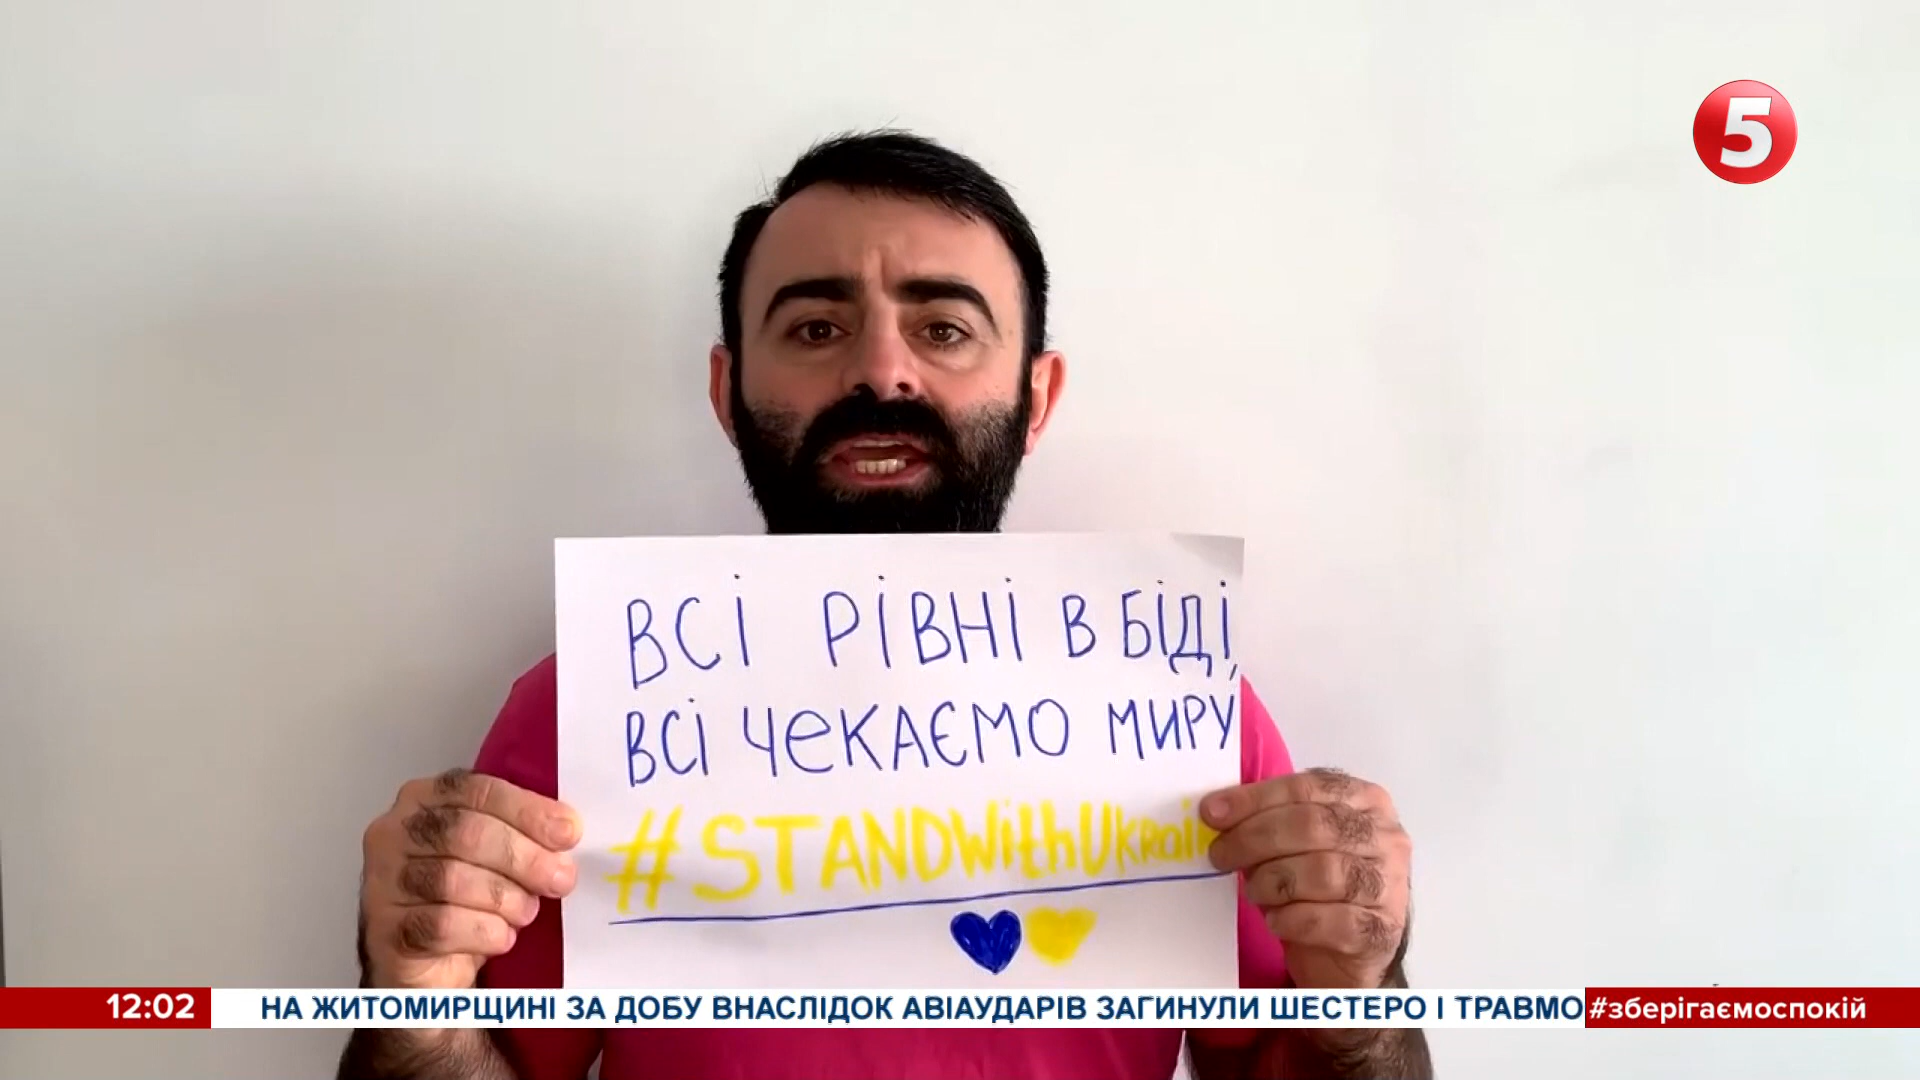 5
ВСІ РІВНІ В БІДІ,
ВСІ ЧЕКАЄМО МИРУ
#STANDWithUkrai
12:02 НА ЖИТОМИРЩИНІ ЗА ДОБУ ВНАСЛІДОК АВІАУДАРІВ ЗАГИНУЛИ ШЕСТЕРО І ТРАВМО #зберігаємоспокій